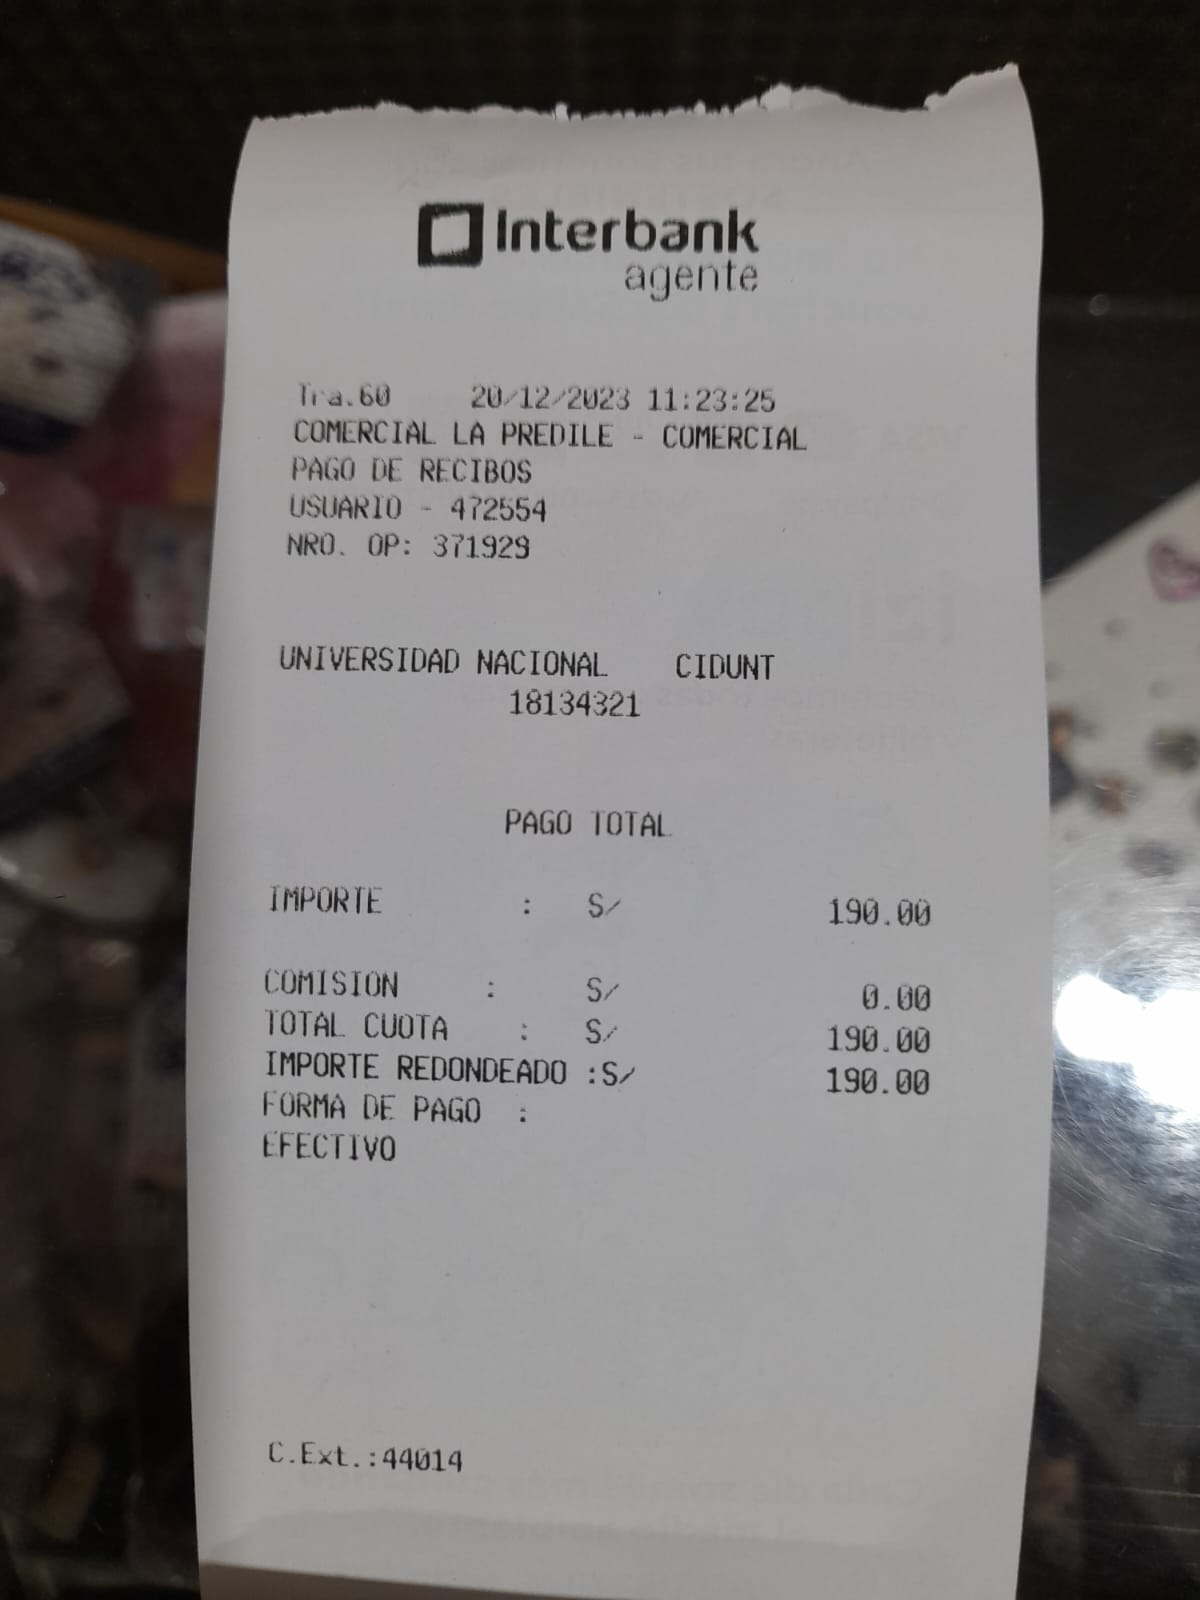 Interbank
agente
Tra.60 20/12/2023 11:23:25
COMERCIAL LA PREDILE - COMERCIAL
PAGO DE RECIBOS
USUARIO - 472554
NRO. OP: 371929
UNIVERSIDAD NACIONAL CIDUNT
18134321
PAGO TOTAL
IMPORTE : S/ 190.00
COMISION : S/ 0.00
TOTAL CUOTA : S/ 190.00
IMPORTE REDONDEADO :S/ 190.00
FORMA DE PAGO :
EFECTIVO
C.Ext.:44014